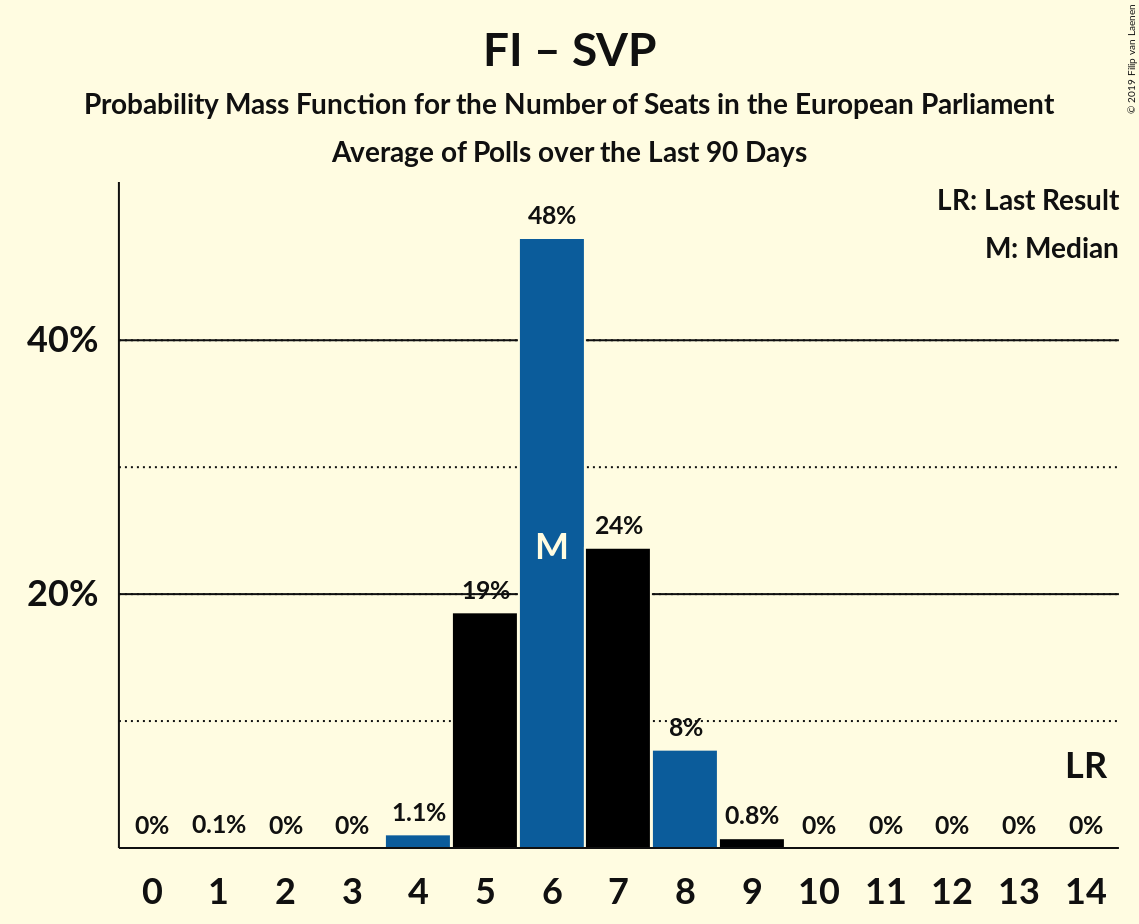 FI – SVP
Probability Mass Function for the Number of Seats in the European Parliament
Average of Polls over the Last 90 Days
© 2019 Filip van Laenen
LR: Last Result
M: Median
48%
40%
M
24%
20%
19%
8%
LR
0% 0.1% 0% 0% 1.1% 0.8% 0% 0% 0% 0% 0%
0 1 2 3 4 5 6 7 8 9 10 11 12 13 14